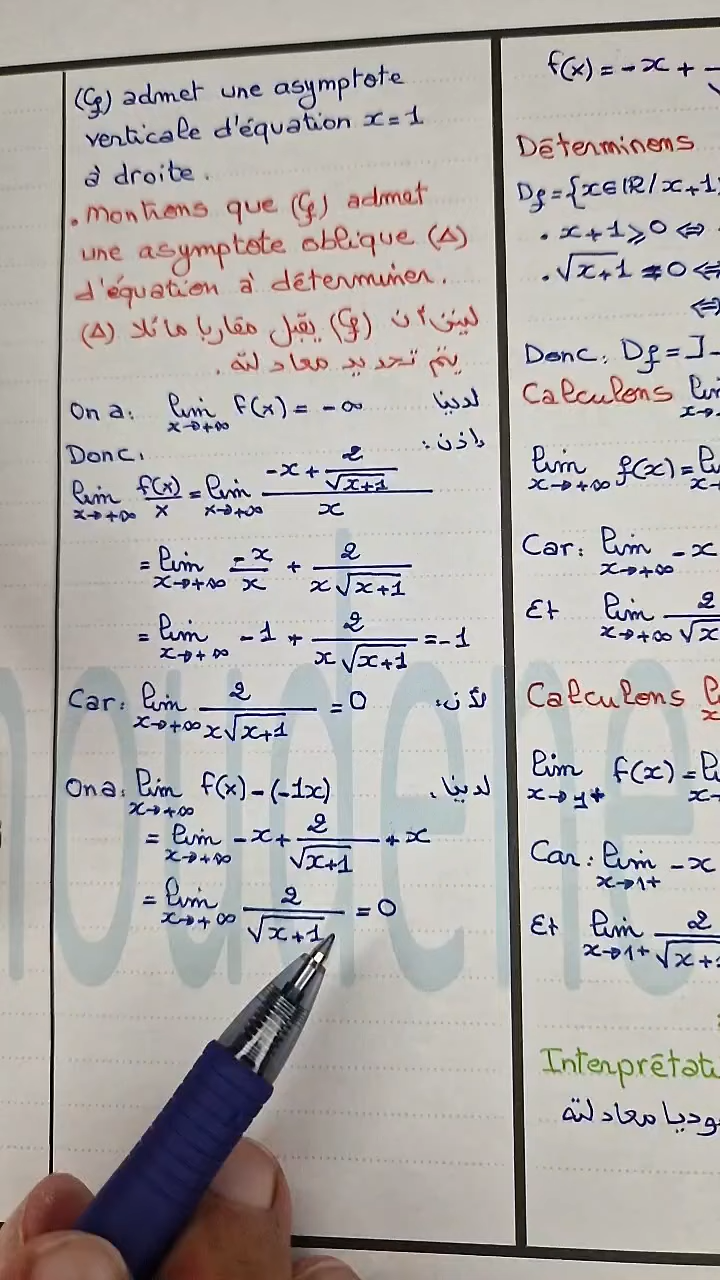 (Cf) admet une asymptote
verticale d'équation x=1
à droite.
. Montrons que (Cf) admet
une asymptote oblique (Δ)
d'équation à déterminer.
لنبين أن (Cf) يقبل مقاربا مائلا (Δ)
يتم تحديد معادلته.
On a: lim x→+∞ f(x) = -∞ لدينا
Donc. إذن:
lim x→+∞ f(x)/x = lim x→+∞ (-x + 2/√(x+1))/x
= lim x→+∞ -x/x + 2/(x√(x+1))
= lim x→+∞ -1 + 2/(x√(x+1)) = -1
Car: lim x→+∞ 2/(x√(x+1)) = 0 لأن:
On a: lim x→+∞ f(x)-(-1x) لدينا.
= lim x→+∞ -x + 2/√(x+1) + x
= lim x→+∞ 2/√(x+1) = 0
f(x) = -x +
Déterminons
Df = {x∈ℝ/x+1
. x+1 ≥ 0 ⇔
. √(x+1) ≠ 0 ⇔
⇔
Donc: Df = ]-
Calculons lim
x→
lim x→+∞ f(x) =
Car: lim x→+∞ -x
Et lim x→+∞ 2/√x
Calculons
lim x→1+ f(x) =
Car: lim x→1+ -x
Et lim x→1+ 2/√(x+
Interprétati
معادلته